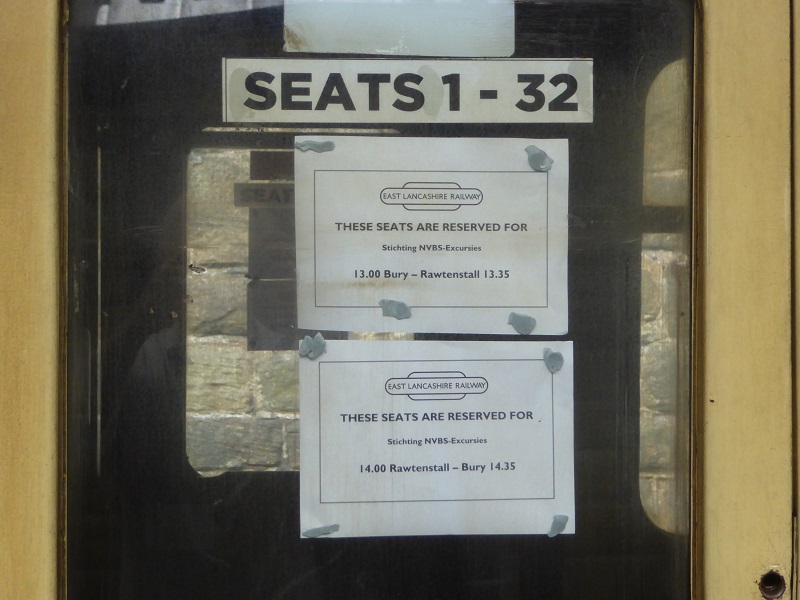 SEATS 1 - 32
EAST LANCASHIRE RAILWAY
THESE SEATS ARE RESERVED FOR
Stichting NVBS-Excursies
13.00 Bury – Rawtenstall 13.35
EAST LANCASHIRE RAILWAY
THESE SEATS ARE RESERVED FOR
Stichting NVBS-Excursies
14.00 Rawtenstall – Bury 14.35